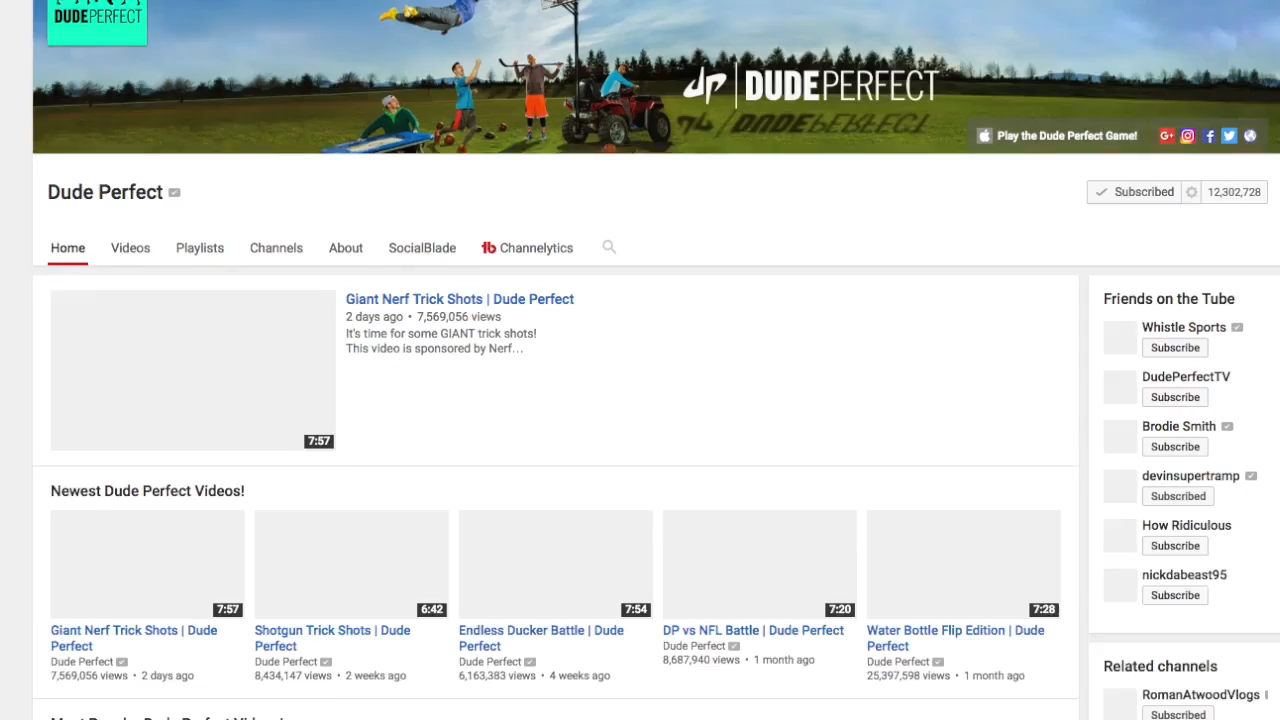 DUDEPERFECT
dp DUDEPERFECT
Play the Dude Perfect Game!
Dude Perfect
Subscribed 12,302,728
Home Videos Playlists Channels About SocialBlade tb Channelytics
Giant Nerf Trick Shots | Dude Perfect
2 days ago • 7,569,056 views
It's time for some GIANT trick shots!
This video is sponsored by Nerf...
7:57
Newest Dude Perfect Videos!
7:57
Giant Nerf Trick Shots | Dude
Perfect
Dude Perfect
7,569,056 views • 2 days ago
6:42
Shotgun Trick Shots | Dude
Perfect
Dude Perfect
8,434,147 views • 2 weeks ago
7:54
Endless Ducker Battle | Dude
Perfect
Dude Perfect
6,163,383 views • 4 weeks ago
7:20
DP vs NFL Battle | Dude Perfect
Dude Perfect
8,687,940 views • 1 month ago
7:28
Water Bottle Flip Edition | Dude
Perfect
Dude Perfect
25,397,598 views • 1 month ago
Friends on the Tube
Whistle Sports
Subscribe
DudePerfectTV
Subscribe
Brodie Smith
Subscribe
devinsupertramp
Subscribed
How Ridiculous
Subscribe
nickdabeast95
Subscribe
Related channels
RomanAtwoodVlogs
Subscribed